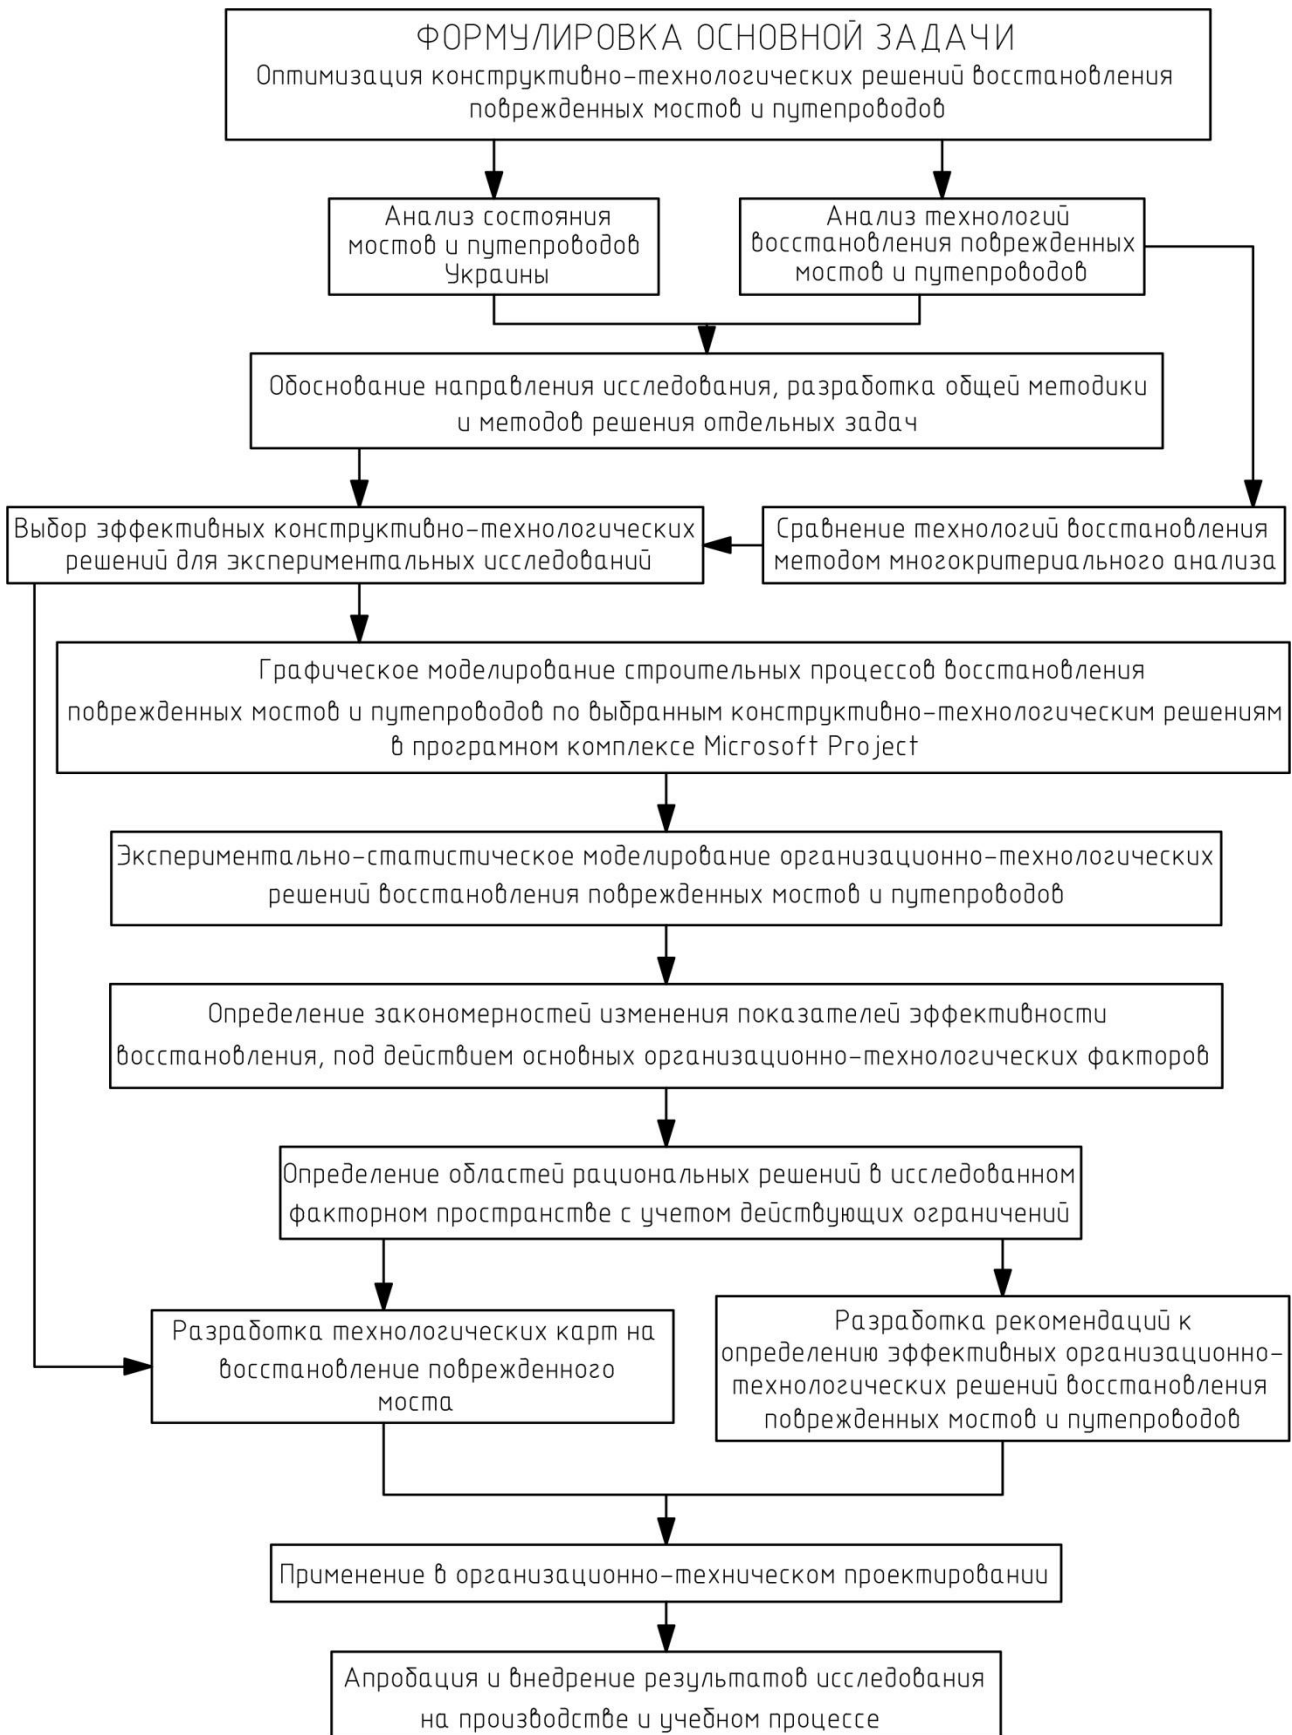 ФОРМУЛИРОВКА ОСНОВНОЙ ЗАДАЧИ
Оптимизация конструктивно-технологических решений восстановления
поврежденных мостов и путепроводов
Анализ состояния
мостов и путепроводов
Украины
Анализ технологий
восстановления поврежденных
мостов и путепроводов
Обоснование направления исследования, разработка общей методики
и методов решения отдельных задач
Выбор эффективных конструктивно-технологических
решений для экспериментальных исследований
Сравнение технологий восстановления
методом многокритериального анализа
Графическое моделирование строительных процессов восстановления
поврежденных мостов и путепроводов по выбранным конструктивно-технологическим решениям
в програмном комплексе Microsoft Project
Экспериментально-статистическое моделирование организационно-технологических
решений восстановления поврежденных мостов и путепроводов
Определение закономерностей изменения показателей эффективности
восстановления, под действием основных организационно-технологических факторов
Определение областей рациональных решений в исследованном
факторном пространстве с учетом действующих ограничений
Разработка технологических карт на
восстановление поврежденного
моста
Разработка рекомендаций к
определению эффективных организационно-
технологических решений восстановления
поврежденных мостов и путепроводов
Применение в организационно-техническом проектировании
Апробация и внедрение результатов исследования
на производстве и учебном процессе